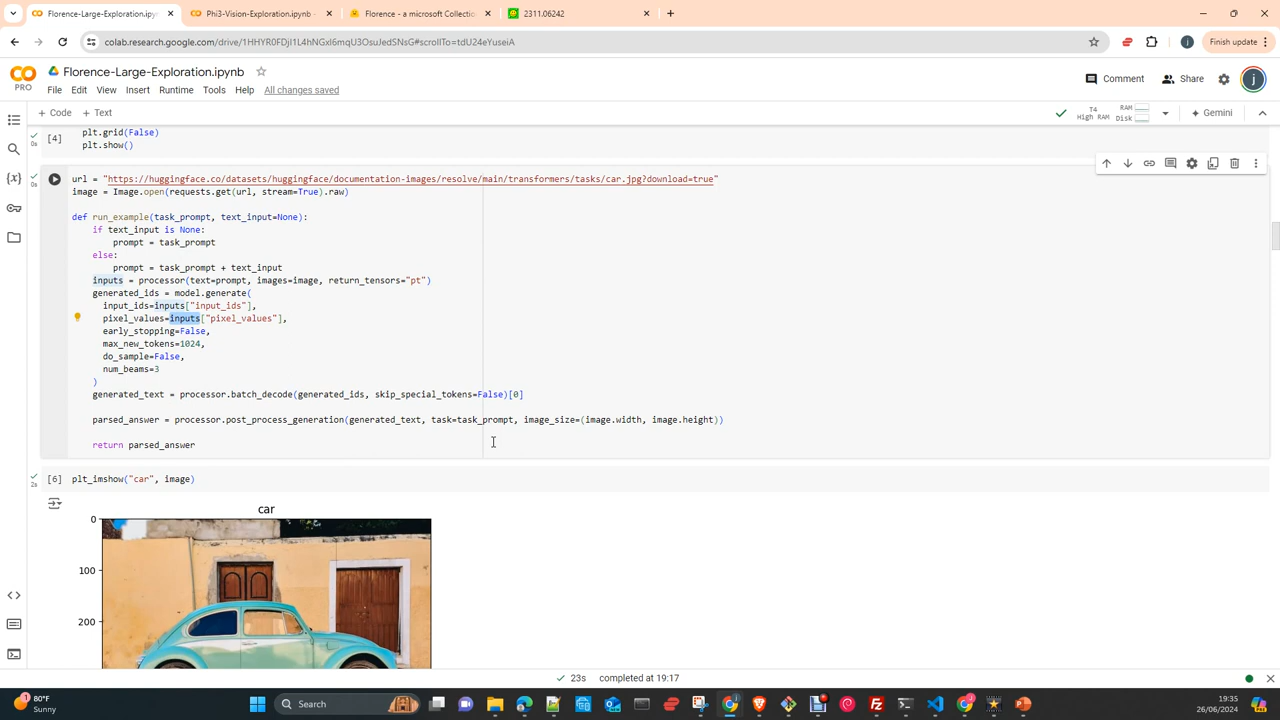 Florence-Large-Exploration.ipyn
Phi3-Vision-Exploration.ipynb -
Florence - a microsoft Collectio
2311.06242
colab.research.google.com/drive/1HHYR0FDjI1L4hNGxl6mqU3OsuJedSNsG#scrollTo=tdU24eYuseiA
Finish update
CO
PRO
Florence-Large-Exploration.ipynb
File Edit View Insert Runtime Tools Help All changes saved
Comment
Share
j
+ Code + Text
T4
High RAM
RAM
Disk
Gemini
[4]
0s
plt.grid(False)
plt.show()
0s
url = "https://huggingface.co/datasets/huggingface/documentation-images/resolve/main/transformers/tasks/car.jpg?download=true"
image = Image.open(requests.get(url, stream=True).raw)
def run_example(task_prompt, text_input=None):
if text_input is None:
prompt = task_prompt
else:
prompt = task_prompt + text_input
inputs = processor(text=prompt, images=image, return_tensors="pt")
generated_ids = model.generate(
input_ids=inputs["input_ids"],
pixel_values=inputs["pixel_values"],
early_stopping=False,
max_new_tokens=1024,
do_sample=False,
num_beams=3
)
generated_text = processor.batch_decode(generated_ids, skip_special_tokens=False)[0]
parsed_answer = processor.post_process_generation(generated_text, task=task_prompt, image_size=(image.width, image.height))
return parsed_answer
[6]
2s
plt_imshow("car", image)
car
0
100
200
23s completed at 19:17
80°F
Sunny
Search
19:35
26/06/2024